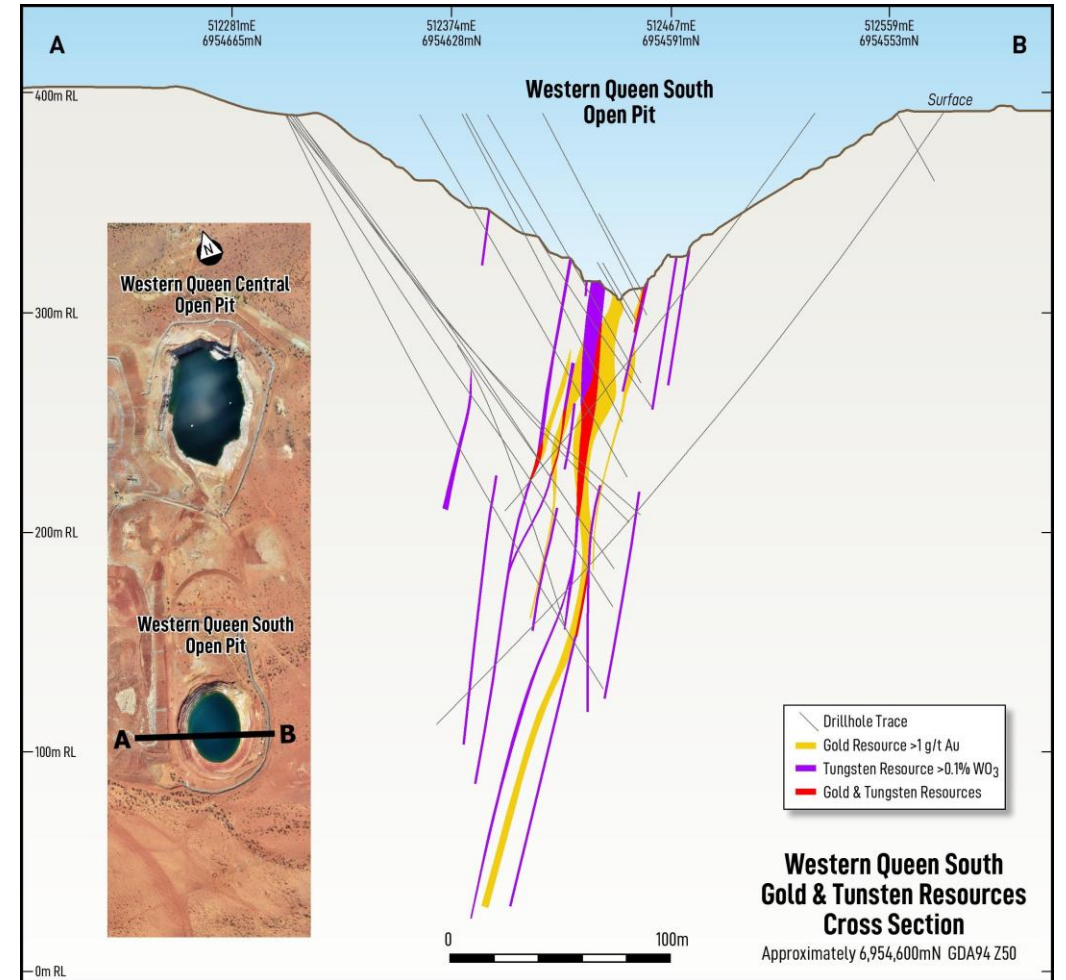 512281mE
6954665mN
512374mE
6954628mN
512467mE
6954591mN
512559mE
6954553mN
A
B
Western Queen South
Open Pit
400m RL
Surface
N
Western Queen Central
Open Pit
300m RL
200m RL
Western Queen South
Open Pit
A
B
100m RL
Drillhole Trace
Gold Resource >1 g/t Au
Tungsten Resource >0.1% WO₃
Gold & Tungsten Resources
Western Queen South
Gold & Tunsten Resources
Cross Section
Approximately 6,954,600mN GDA94 Z50
0
100m
0m RL